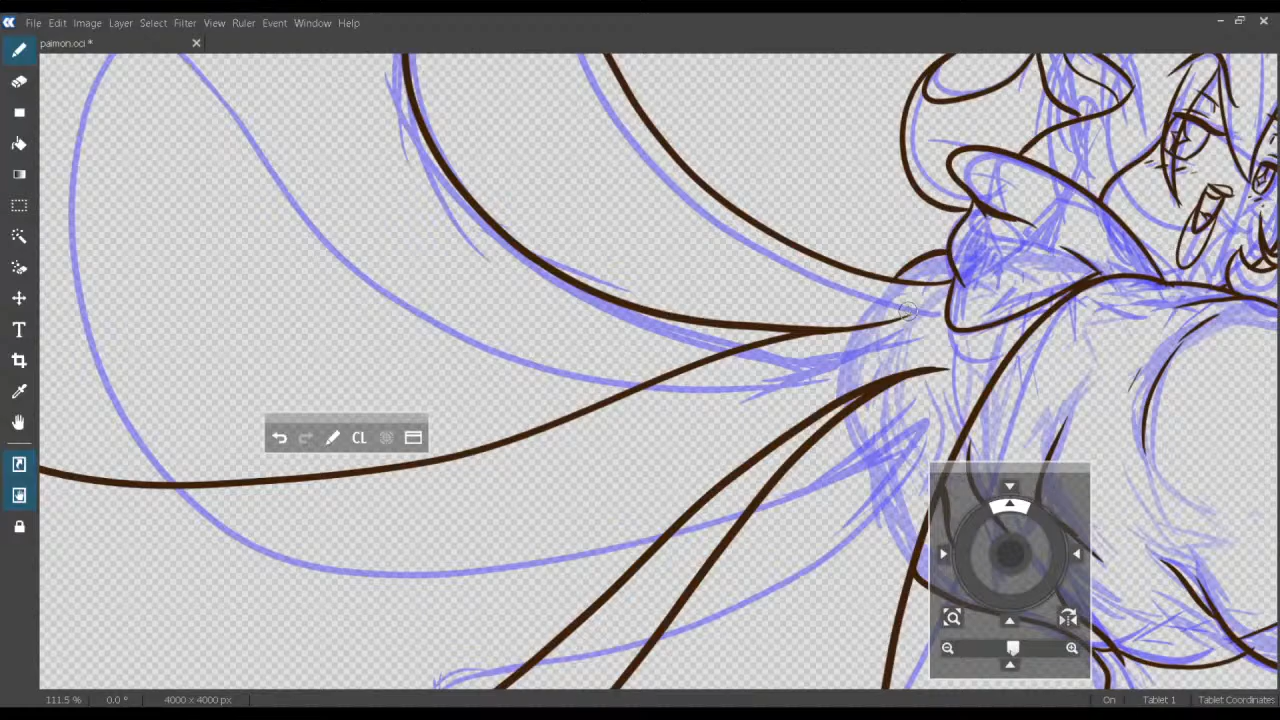 File Edit Image Layer Select Filter View Ruler Event Window Help
paimon.oci *
T
CL
111.5 % 0.0 ° 4000 x 4000 px On Tablet 1 Tablet Coordinates